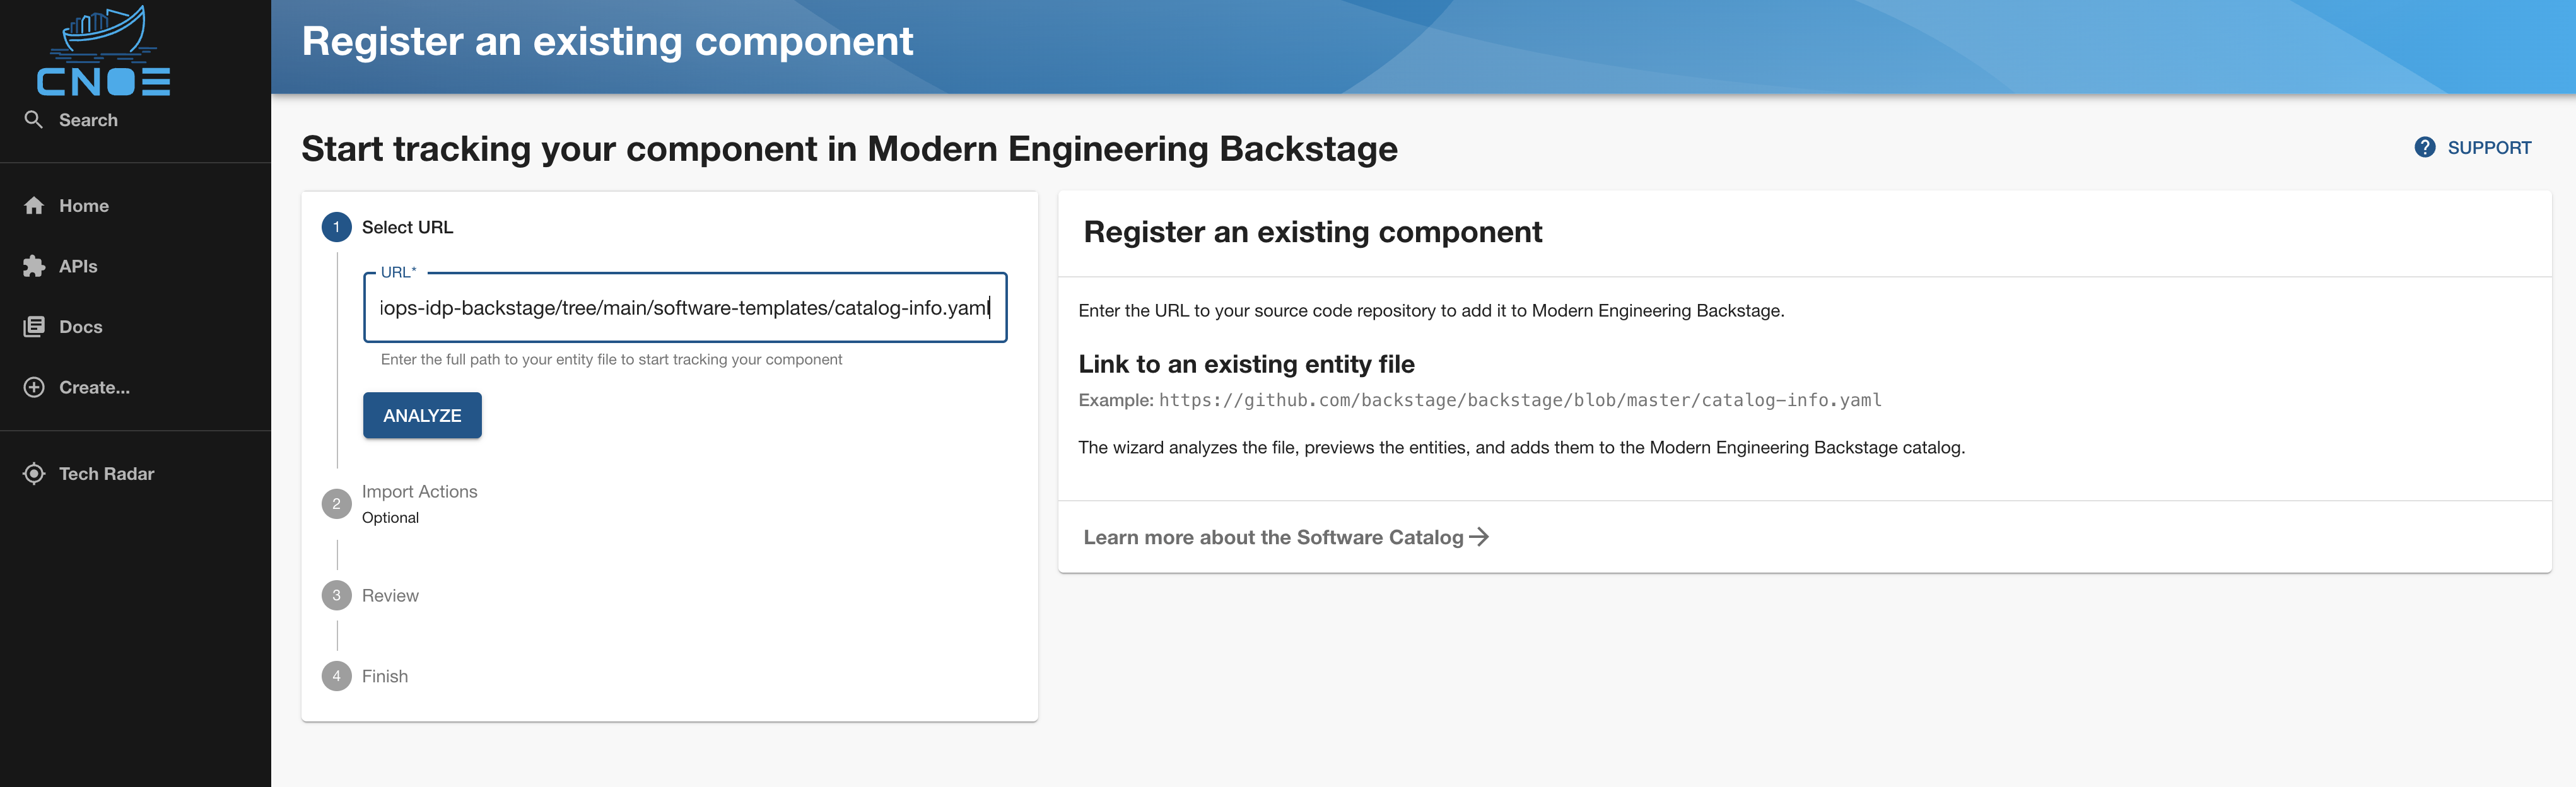 CNOE
Search
Home
APIs
Docs
Create...
Tech Radar
Register an existing component
Start tracking your component in Modern Engineering Backstage
SUPPORT
1 Select URL
URL*
iops-idp-backstage/tree/main/software-templates/catalog-info.yaml
Enter the full path to your entity file to start tracking your component
ANALYZE
2 Import Actions
Optional
3 Review
4 Finish
Register an existing component
Enter the URL to your source code repository to add it to Modern Engineering Backstage.
Link to an existing entity file
Example: https://github.com/backstage/backstage/blob/master/catalog-info.yaml
The wizard analyzes the file, previews the entities, and adds them to the Modern Engineering Backstage catalog.
Learn more about the Software Catalog